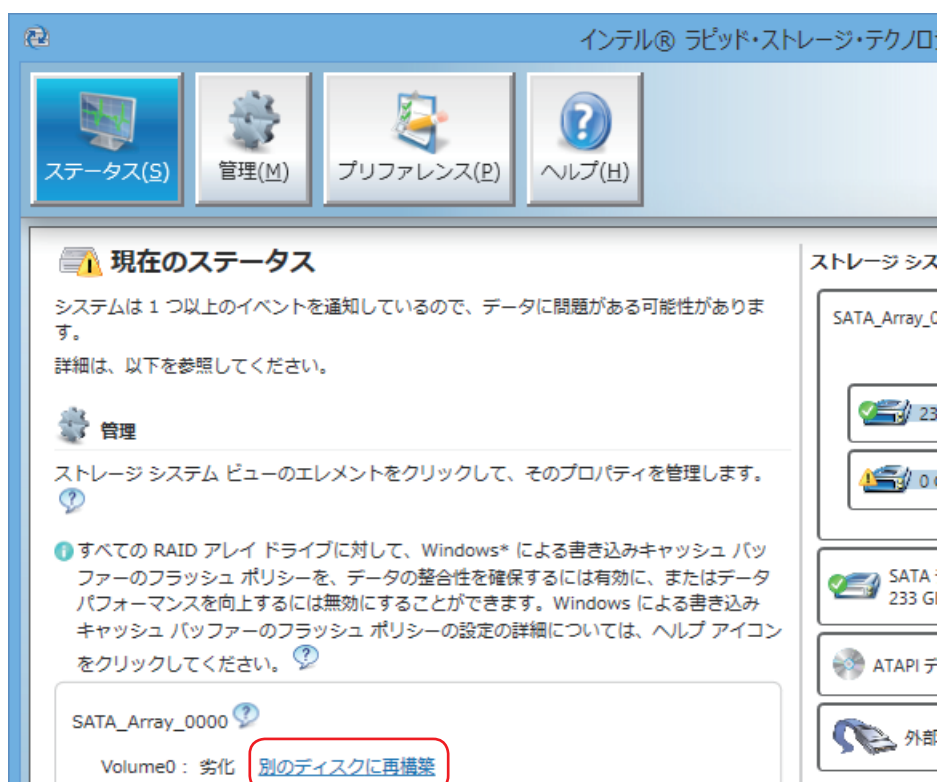 インテル® ラピッド・ストレージ・テクノロ
ステータス(S)
管理(M)
プリファレンス(P)
ヘルプ(H)
現在のステータス
システムは 1 つ以上のイベントを通知しているので、データに問題がある可能性がありま
す。
詳細は、以下を参照してください。
管理
ストレージ システム ビューのエレメントをクリックして、そのプロパティを管理します。
すべての RAID アレイ ドライブに対して、Windows* による書き込みキャッシュ バッ
ファーのフラッシュ ポリシーを、データの整合性を確保するには有効に、またはデータ
パフォーマンスを向上するには無効にすることができます。Windows による書き込み
キャッシュ バッファーのフラッシュ ポリシーの設定の詳細については、ヘルプ アイコン
をクリックしてください。
SATA_Array_0000
Volume0： 劣化 別のディスクに再構築
ストレージ シス
SATA_Array_0
23
0
SATA
233 G
ATAPI デ
外部